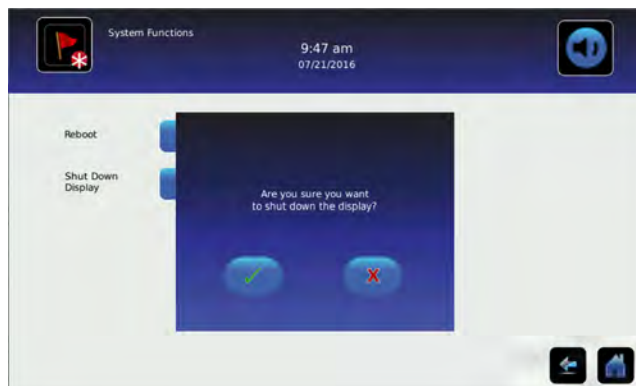 System Functions
9:47 am
07/21/2016
Reboot
Shut Down
Display
Are you sure you want
to shut down the display?